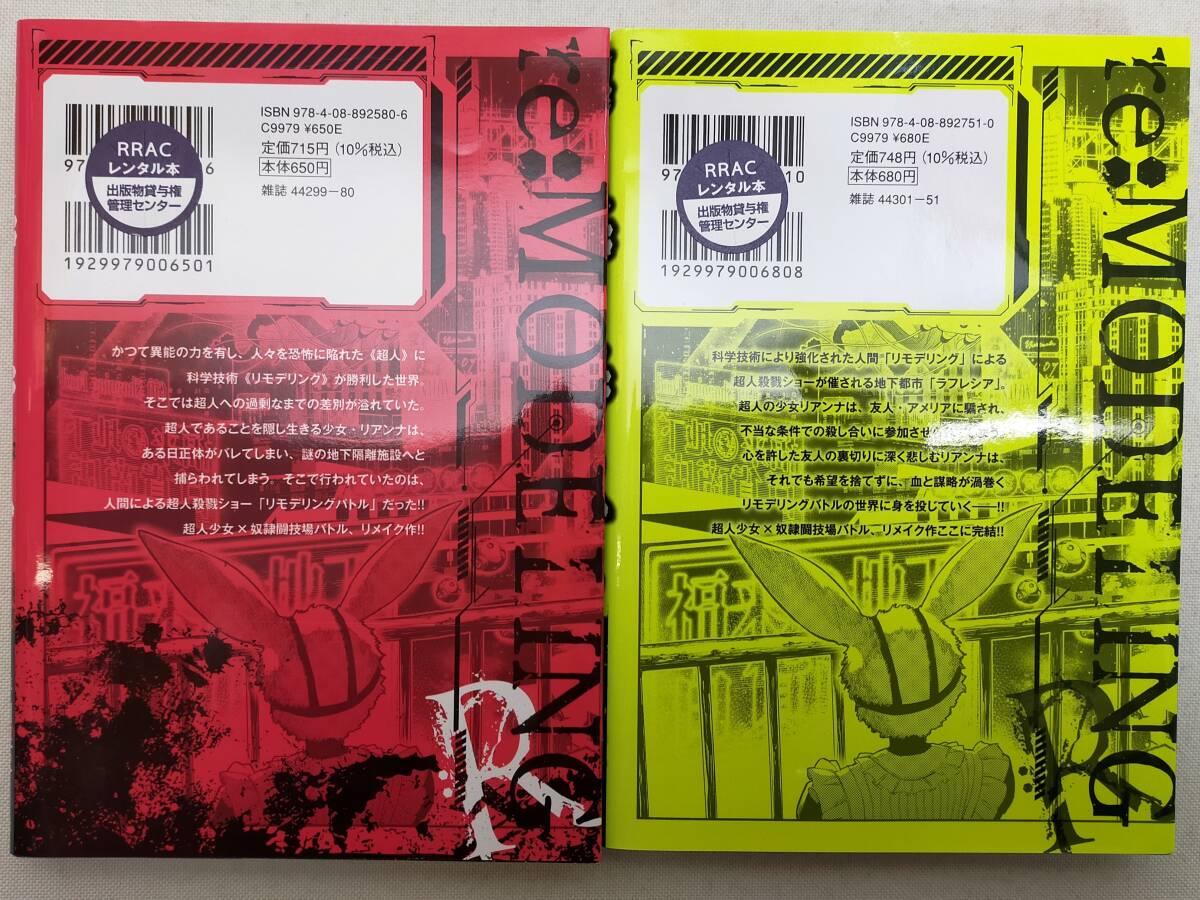 ISBN 978-4-08-892580-6
C9979 ¥650E
定価715円(10%税込)
本体650円
雑誌 44299-80
97
6
RRAC
レンタル本
出版物貸与権
管理センター
1929979006501
かつて異能の力を有し、人々を恐怖に陥れた《超人》に
科学技術《リモデリング》が勝利した世界。
そこでは超人への過剰なまでの差別が溢れていた。
超人であることを隠し生きる少女・リアンナは、
ある日正体がバレてしまい、謎の地下隔離施設へと
捕らわれてしまう。そこで行われていたのは、
人間による超人殺戮ショー「リモデリングバトル」だった!!
超人少女×奴隷闘技場バトル、リメイク作!!
re:MODELING
R
ISBN 978-4-08-892751-0
C9979 ¥680E
定価748円(10%税込)
本体680円
雑誌 44301-51
97
10
RRAC
レンタル本
出版物貸与権
管理センター
1929979006808
科学技術により強化された人間「リモデリング」による
超人殺戮ショーが催される地下都市「ラフレシア」。
超人の少女リアンナは、友人・アメリアに騙され、
不当な条件での殺し合いに参加させ
心を許した友人の裏切りに深く悲しむリアンナは、
それでも希望を捨てずに、血と謀略が渦巻く
リモデリングバトルの世界に身を投じていく――!!
超人少女×奴隷闘技場バトル、リメイク作ここに完結!!
re:MODELING
R